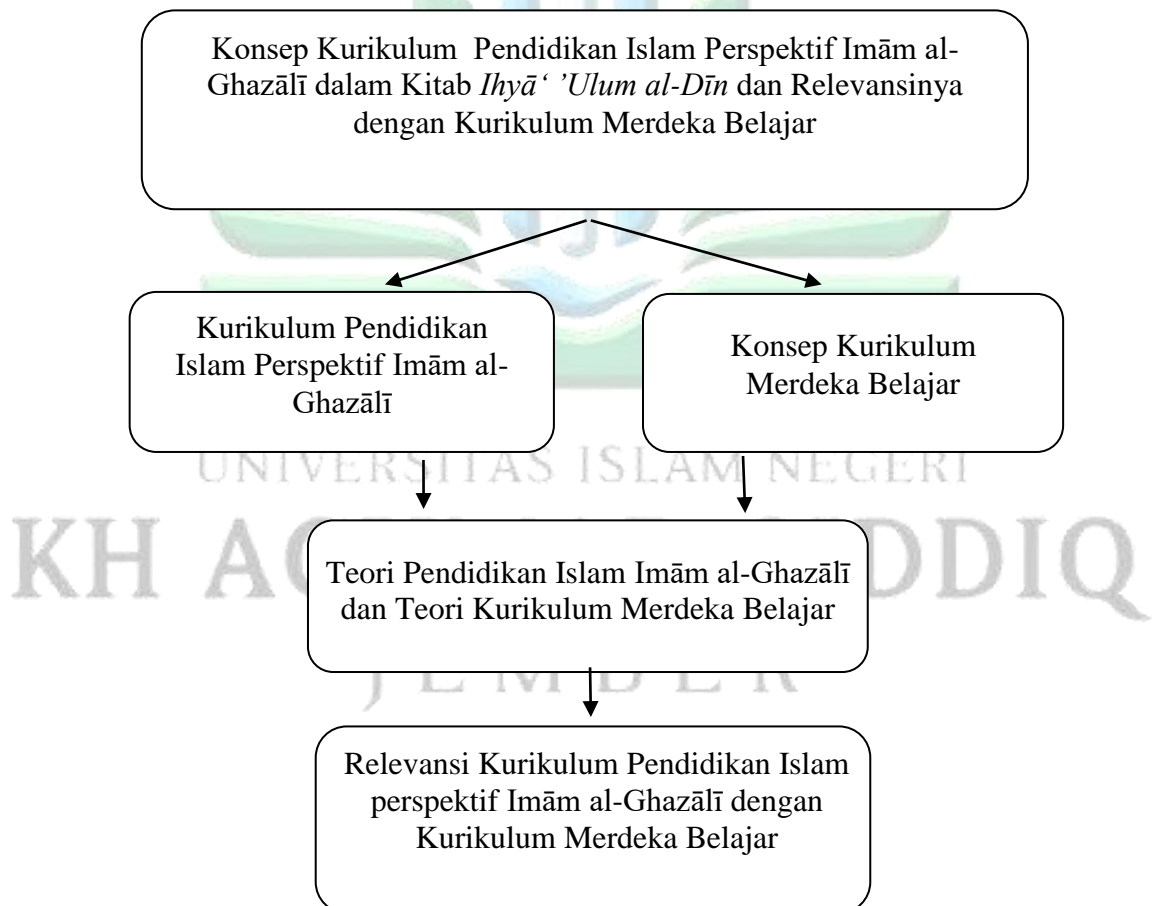 Konsep Kurikulum Pendidikan Islam Perspektif Imām al-
Ghazālī dalam Kitab Ihyā‘ ’Ulum al-Dīn dan Relevansinya
dengan Kurikulum Merdeka Belajar
Kurikulum Pendidikan
Islam Perspektif Imām al-
Ghazālī
Konsep Kurikulum
Merdeka Belajar
UNIVERSITAS ISLAM NEGERI
KH
DDIQ
Teori Pendidikan Islam Imām al-Ghazālī
dan Teori Kurikulum Merdeka Belajar
JEMBER
Relevansi Kurikulum Pendidikan Islam
perspektif Imām al-Ghazālī dengan
Kurikulum Merdeka Belajar